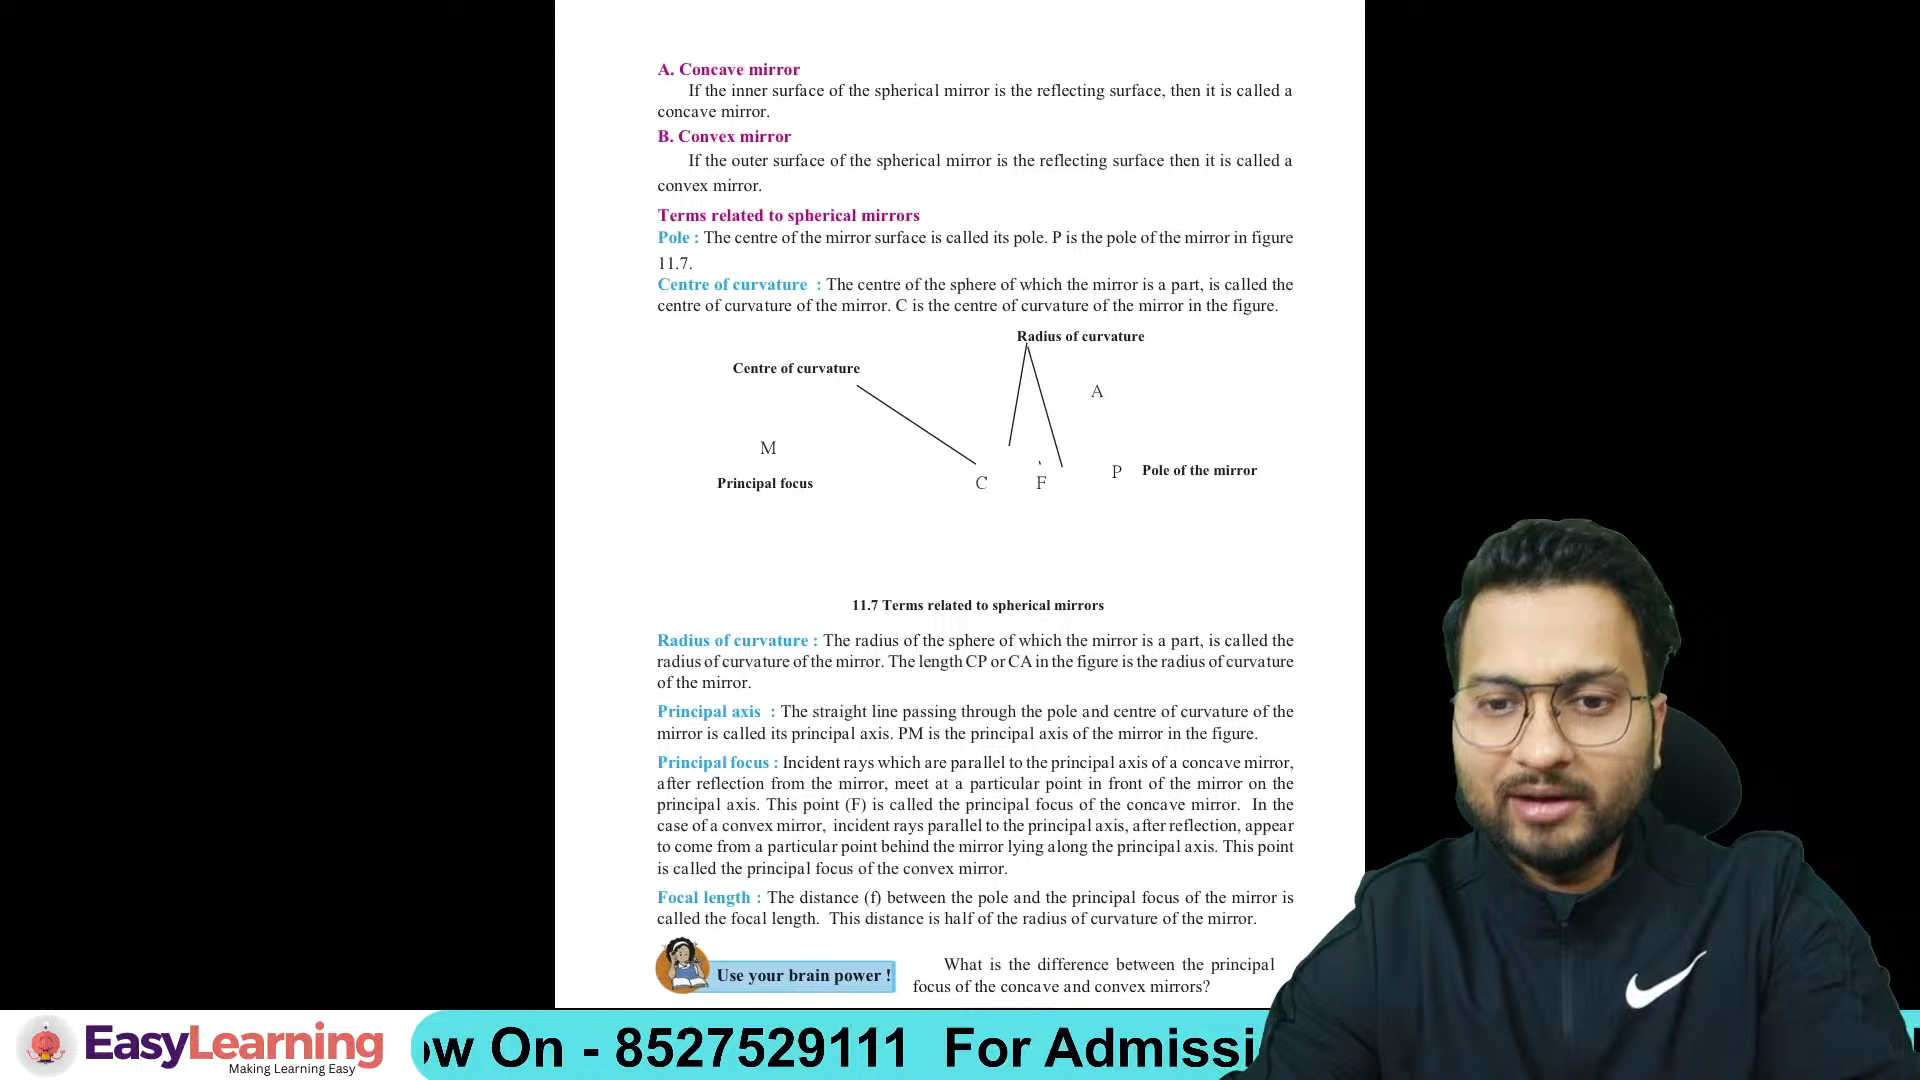 A. Concave mirror
If the inner surface of the spherical mirror is the reflecting surface, then it is called a
concave mirror.
B. Convex mirror
If the outer surface of the spherical mirror is the reflecting surface then it is called a
convex mirror.
Terms related to spherical mirrors
Pole : The centre of the mirror surface is called its pole. P is the pole of the mirror in figure
11.7.
Centre of curvature : The centre of the sphere of which the mirror is a part, is called the
centre of curvature of the mirror. C is the centre of curvature of the mirror in the figure.
Radius of curvature
Centre of curvature
A
M
P Pole of the mirror
Principal focus
C F
11.7 Terms related to spherical mirrors
Radius of curvature : The radius of the sphere of which the mirror is a part, is called the
radius of curvature of the mirror. The length CP or CA in the figure is the radius of curvature
of the mirror.
Principal axis : The straight line passing through the pole and centre of curvature of the
mirror is called its principal axis. PM is the principal axis of the mirror in the figure.
Principal focus : Incident rays which are parallel to the principal axis of a concave mirror,
after reflection from the mirror, meet at a particular point in front of the mirror on the
principal axis. This point (F) is called the principal focus of the concave mirror. In the
case of a convex mirror, incident rays parallel to the principal axis, after reflection, appear
to come from a particular point behind the mirror lying along the principal axis. This point
is called the principal focus of the convex mirror.
Focal length : The distance (f) between the pole and the principal focus of the mirror is
called the focal length. This distance is half of the radius of curvature of the mirror.
Use your brain power !
What is the difference between the principal
focus of the concave and convex mirrors?
EasyLearning
Making Learning Easy
ow On - 8527529111 For Admissi